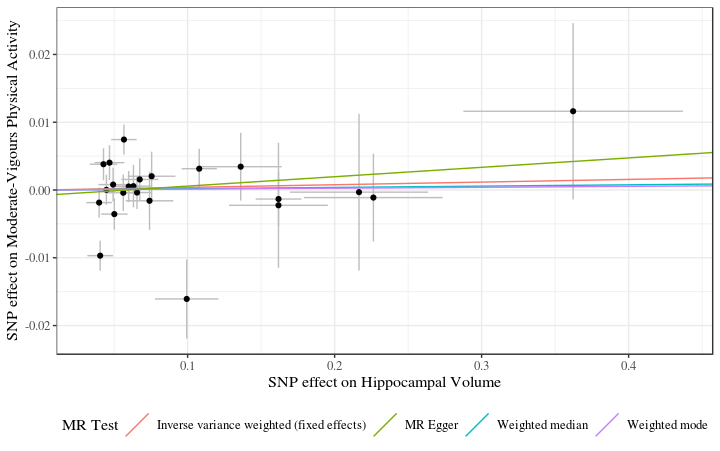 SNP effect on Moderate-Vigours Physical Activity
0.02
0.01
0.00
-0.01
-0.02
0.1 0.2 0.3 0.4
SNP effect on Hippocampal Volume
MR Test Inverse variance weighted (fixed effects) MR Egger Weighted median Weighted mode